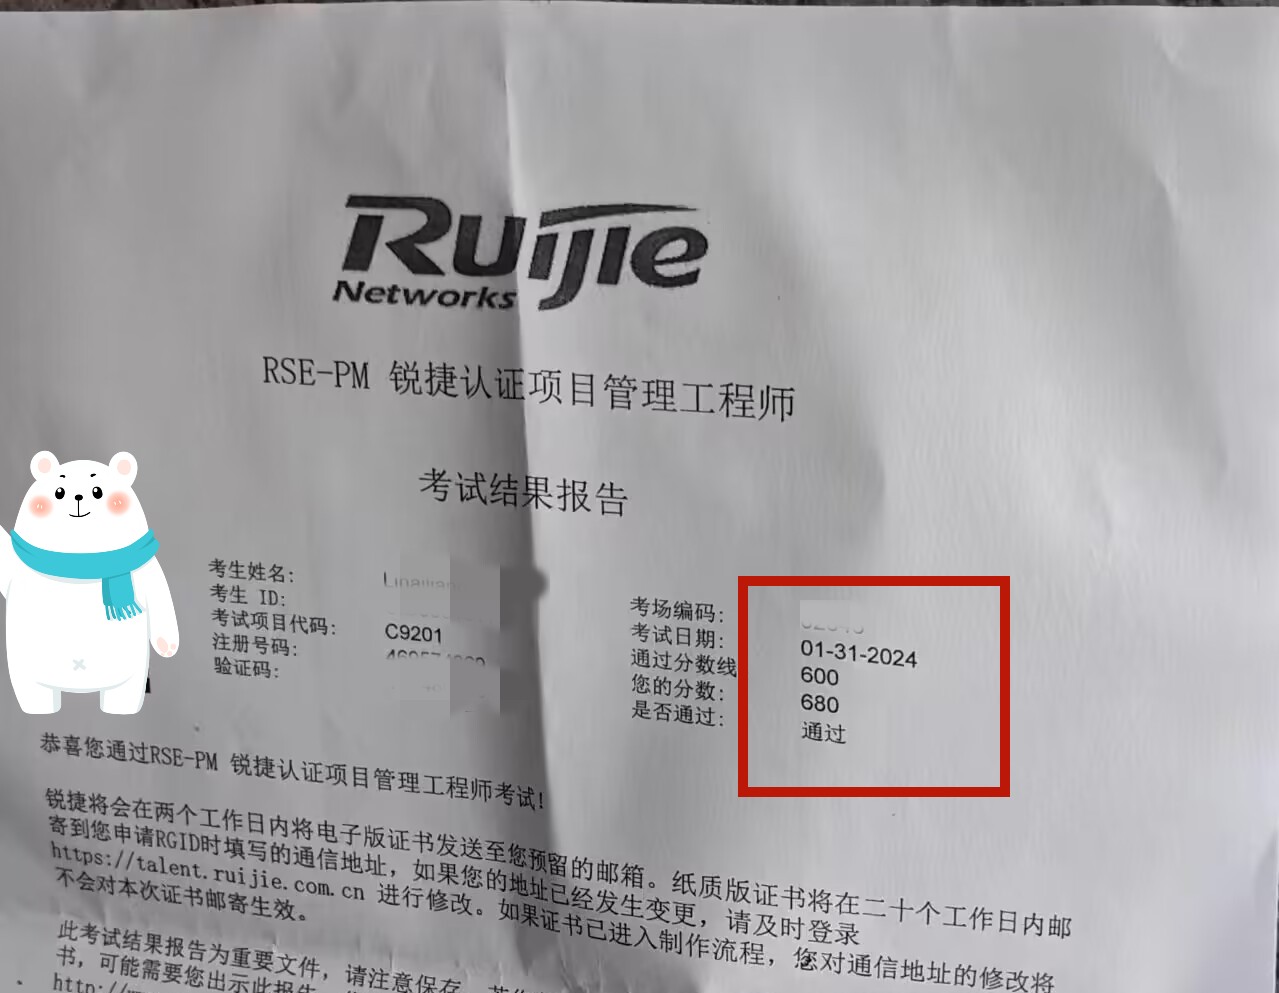 Ruijie
Networks
RSE-PM 锐捷认证项目管理工程师
考试结果报告
考生姓名:
考生 ID:
考试项目代码: C9201
注册号码:
验证码:
考场编码:
考试日期: 01-31-2024
通过分数线 600
您的分数: 680
是否通过: 通过
恭喜您通过RSE-PM 锐捷认证项目管理工程师考试!
锐捷将会在两个工作日内将电子版证书发送至您预留的邮箱。纸质版证书将在二十个工作日内邮
寄到您申请RGID时填写的通信地址，如果您的地址已经发生变更，请及时登录
https://talent.ruijie.com.cn 进行修改。如果证书已进入制作流程，您对通信地址的修改将
不会对本次证书邮寄生效。
此考试结果报告为重要文件，请注意保存。
书，可能需要您出示此报告
http://